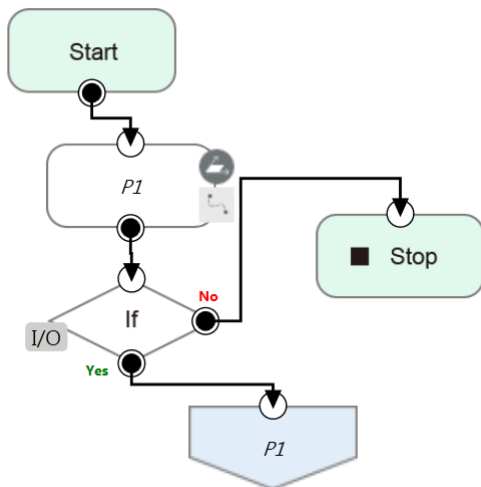 Start
P1
No
■ Stop
If
I/O
Yes
P1